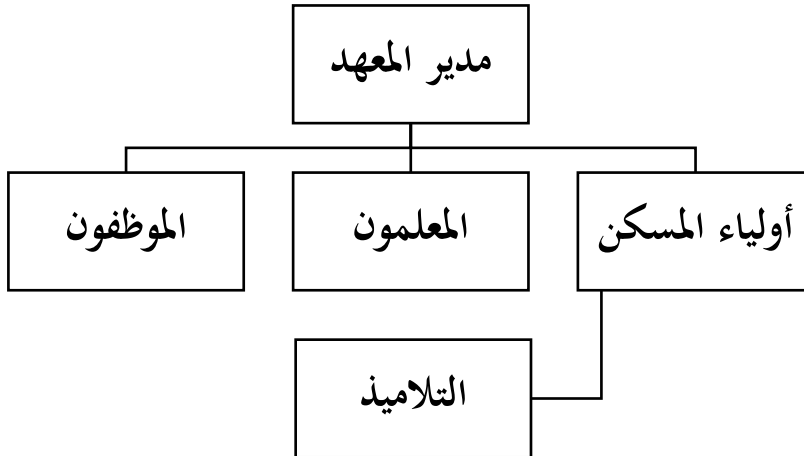 مدير المعهد
أولياء المسكن
المعلمون
الموظفون
التلاميذ